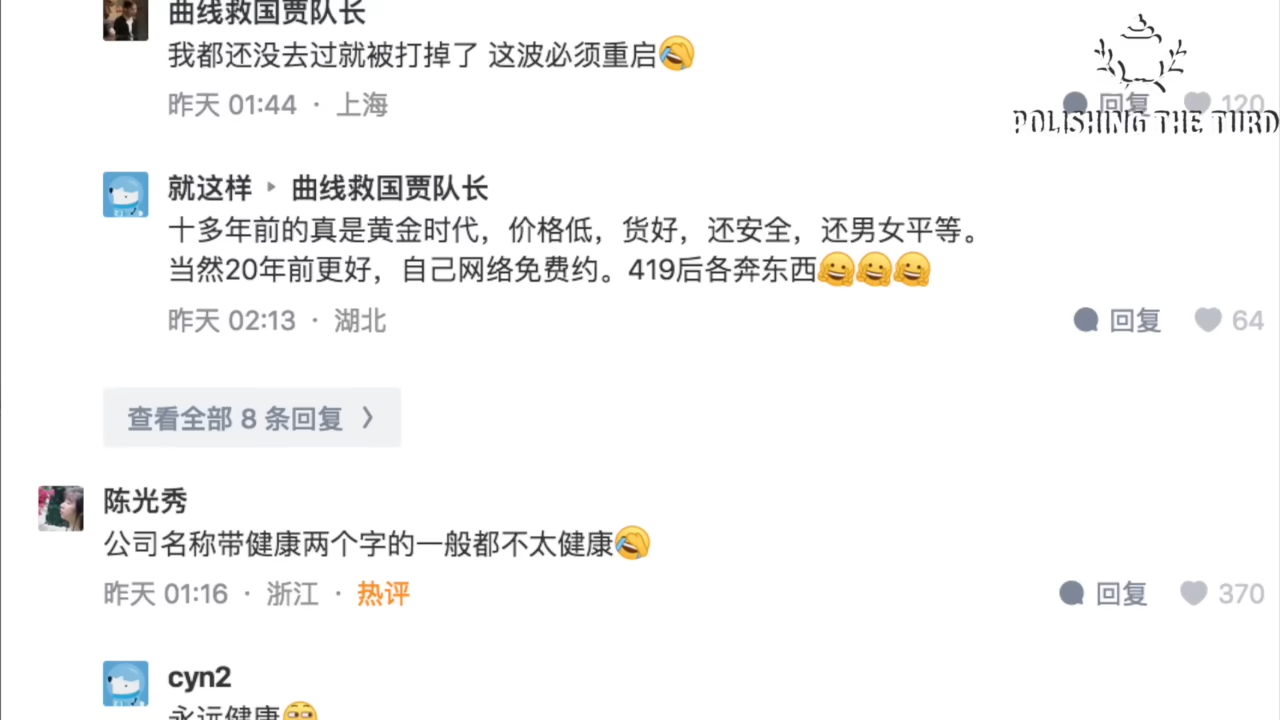 曲线救国贾队长
我都还没去过就被打掉了 这波必须重启🤣
昨天 01:44 · 上海
回复 120
POLISHING THE TURD
就这样 ▸ 曲线救国贾队长
十多年前的真是黄金时代，价格低，货好，还安全，还男女平等。
当然20年前更好，自己网络免费约。419后各奔东西🤗🤗🤗
昨天 02:13 · 湖北
回复 64
查看全部 8 条回复 >
陈光秀
公司名称带健康两个字的一般都不太健康🤣
昨天 01:16 · 浙江 · 热评
回复 370
cyn2
永远健康🙄